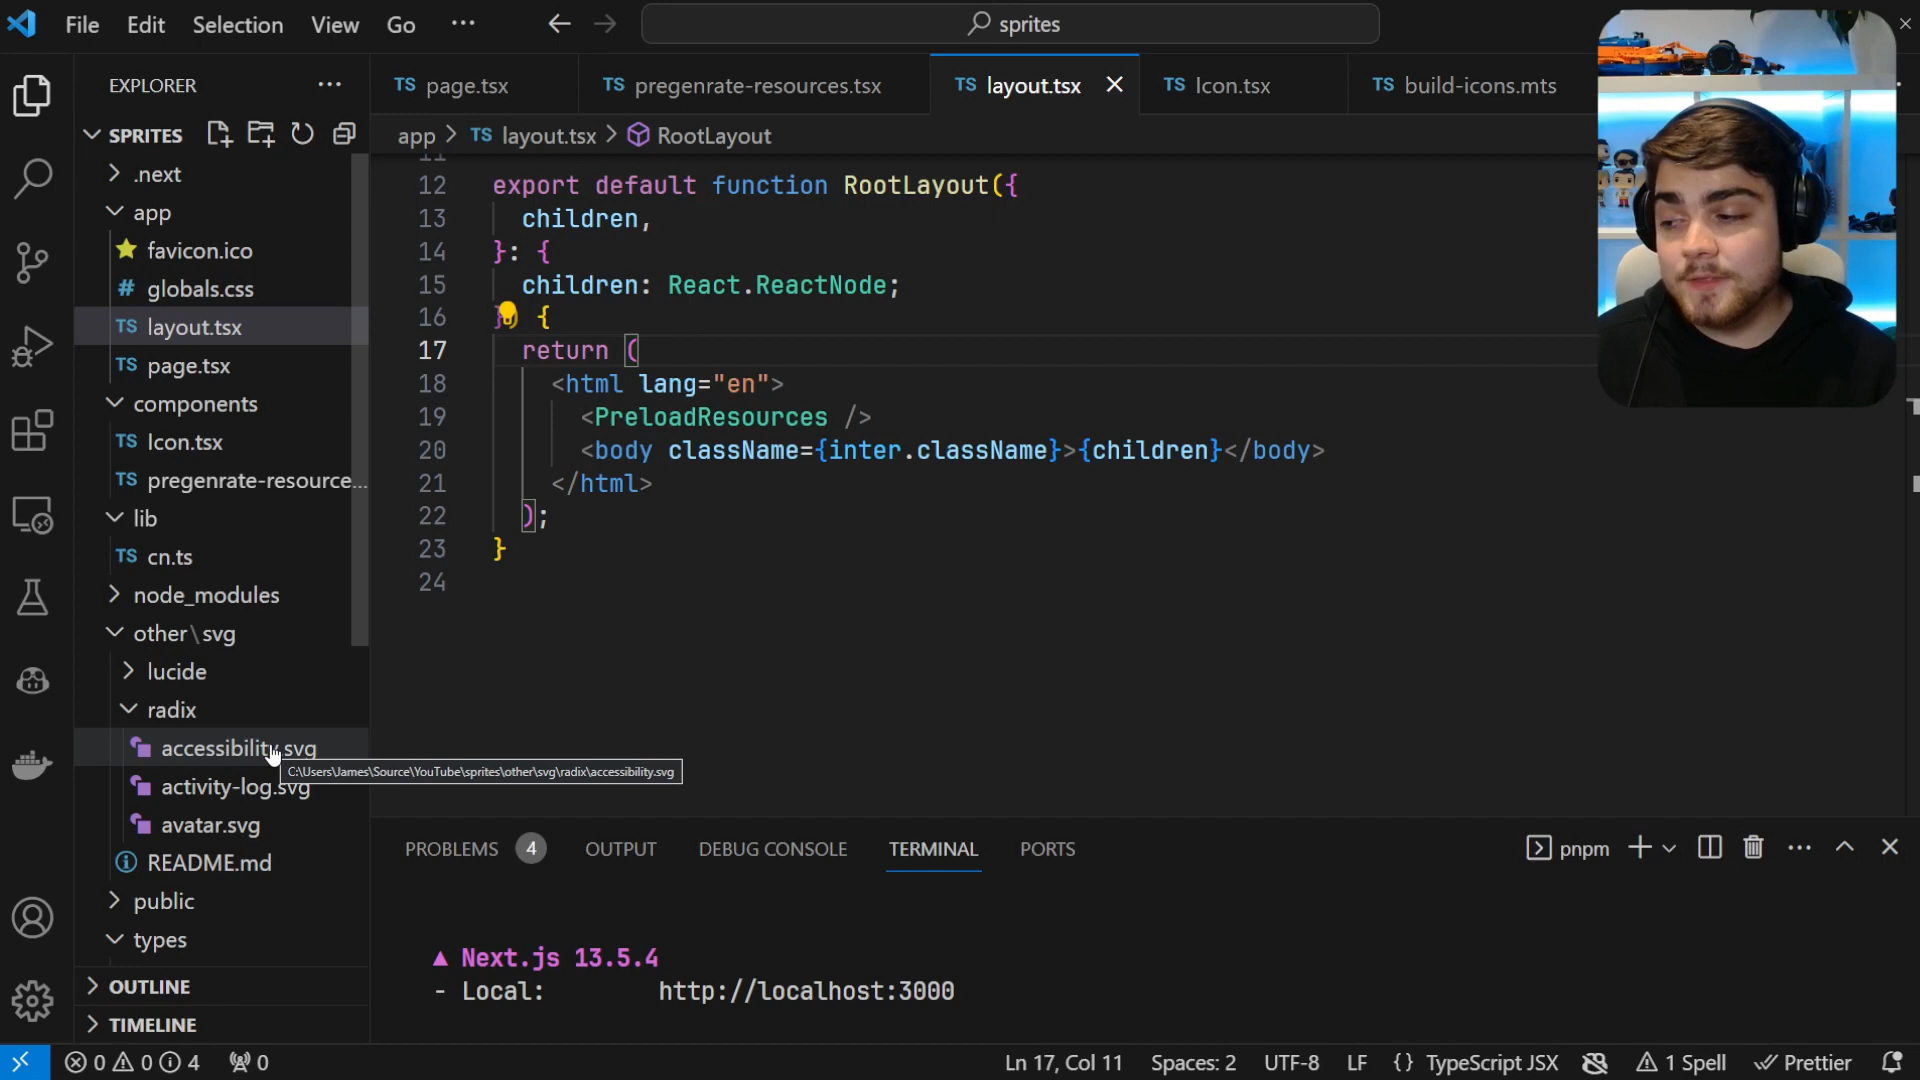 File Edit Selection View Go ··· sprites
EXPLORER ···
TS page.tsx TS pregenrate-resources.tsx TS layout.tsx TS Icon.tsx TS build-icons.mts
SPRITES
app > TS layout.tsx > RootLayout
.next
app
favicon.ico
# globals.css
TS layout.tsx
TS page.tsx
components
TS Icon.tsx
TS pregenrate-resource...
lib
TS cn.ts
node_modules
other\svg
lucide
radix
accessibility.svg
C:\Users\James\Source\YouTube\sprites\other\svg\radix\accessibility.svg
activity-log.svg
avatar.svg
README.md
public
types
OUTLINE
TIMELINE
12 export default function RootLayout({
13 children,
14 }: {
15 children: React.ReactNode;
16 {
17 return (
18 <html lang="en">
19 <PreloadResources />
20 <body className={inter.className}>{children}</body>
21 </html>
22 );
23 }
24
PROBLEMS 4 OUTPUT DEBUG CONSOLE TERMINAL PORTS pnpm
▲ Next.js 13.5.4
- Local: http://localhost:3000
0 0 4 0 Ln 17, Col 11 Spaces: 2 UTF-8 LF {} TypeScript JSX 1 Spell Prettier